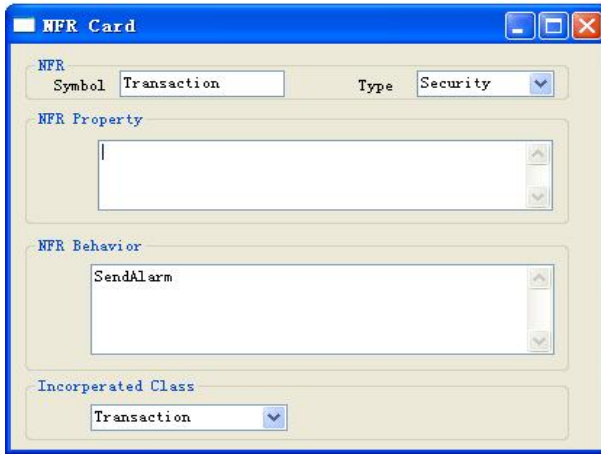 NFR Card
NFR
Symbol Transaction Type Security
NFR Property
NFR Behavior
SendAlarm
Incorperated Class
Transaction